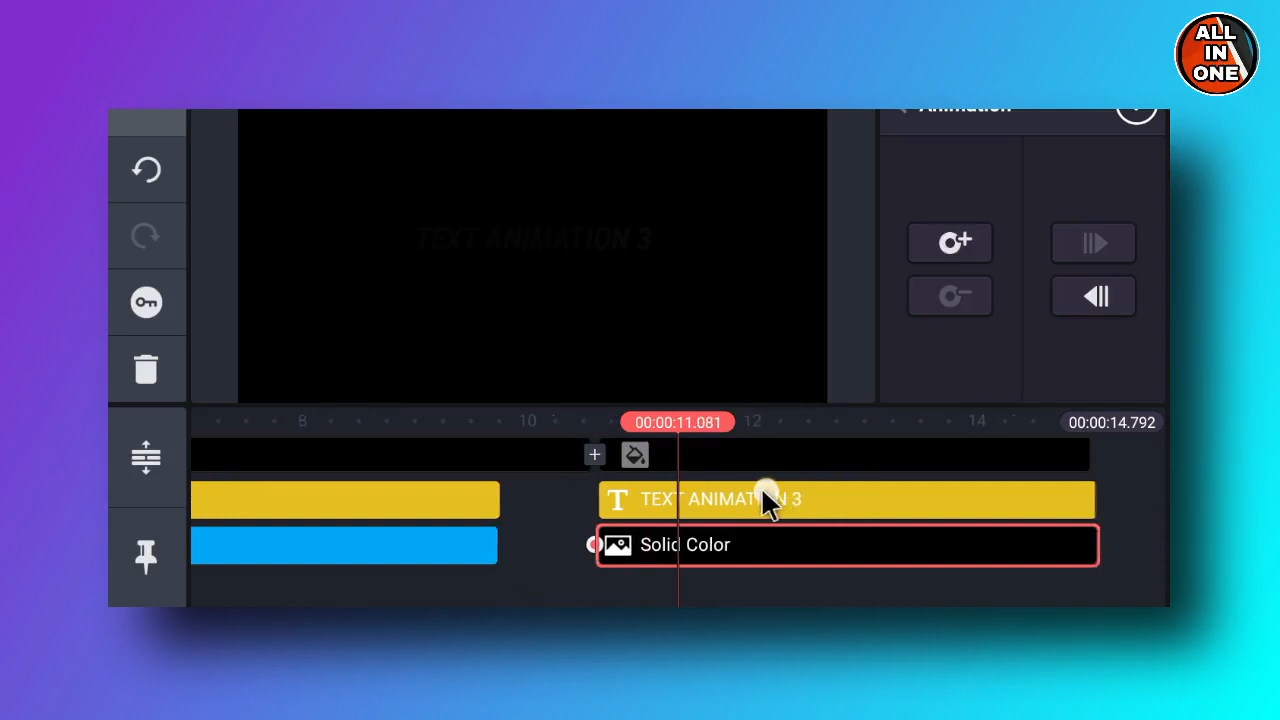 ALL
IN
ONE
Animation
TEXT ANIMATION 3
8
10
00:00:11.081
12
14
00:00:14.792
TEXT ANIMATION 3
Solid Color